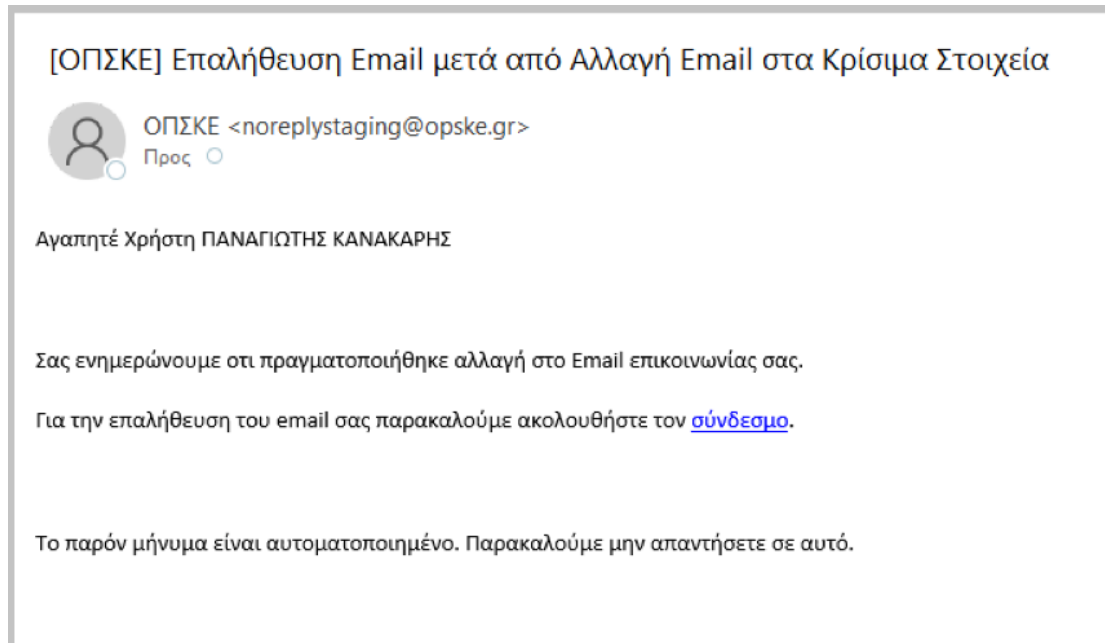 [ΟΠΣΚΕ] Επαλήθευση Email μετά από Αλλαγή Email στα Κρίσιμα Στοιχεία
ΟΠΣΚΕ <noreplystaging@opske.gr>
Προς
Αγαπητέ Χρήστη ΠΑΝΑΓΙΩΤΗΣ ΚΑΝΑΚΑΡΗΣ
Σας ενημερώνουμε οτι πραγματοποιήθηκε αλλαγή στο Email επικοινωνίας σας.
Για την επαλήθευση του email σας παρακαλούμε ακολουθήστε τον σύνδεσμο.
Το παρόν μήνυμα είναι αυτοματοποιημένο. Παρακαλούμε μην απαντήσετε σε αυτό.